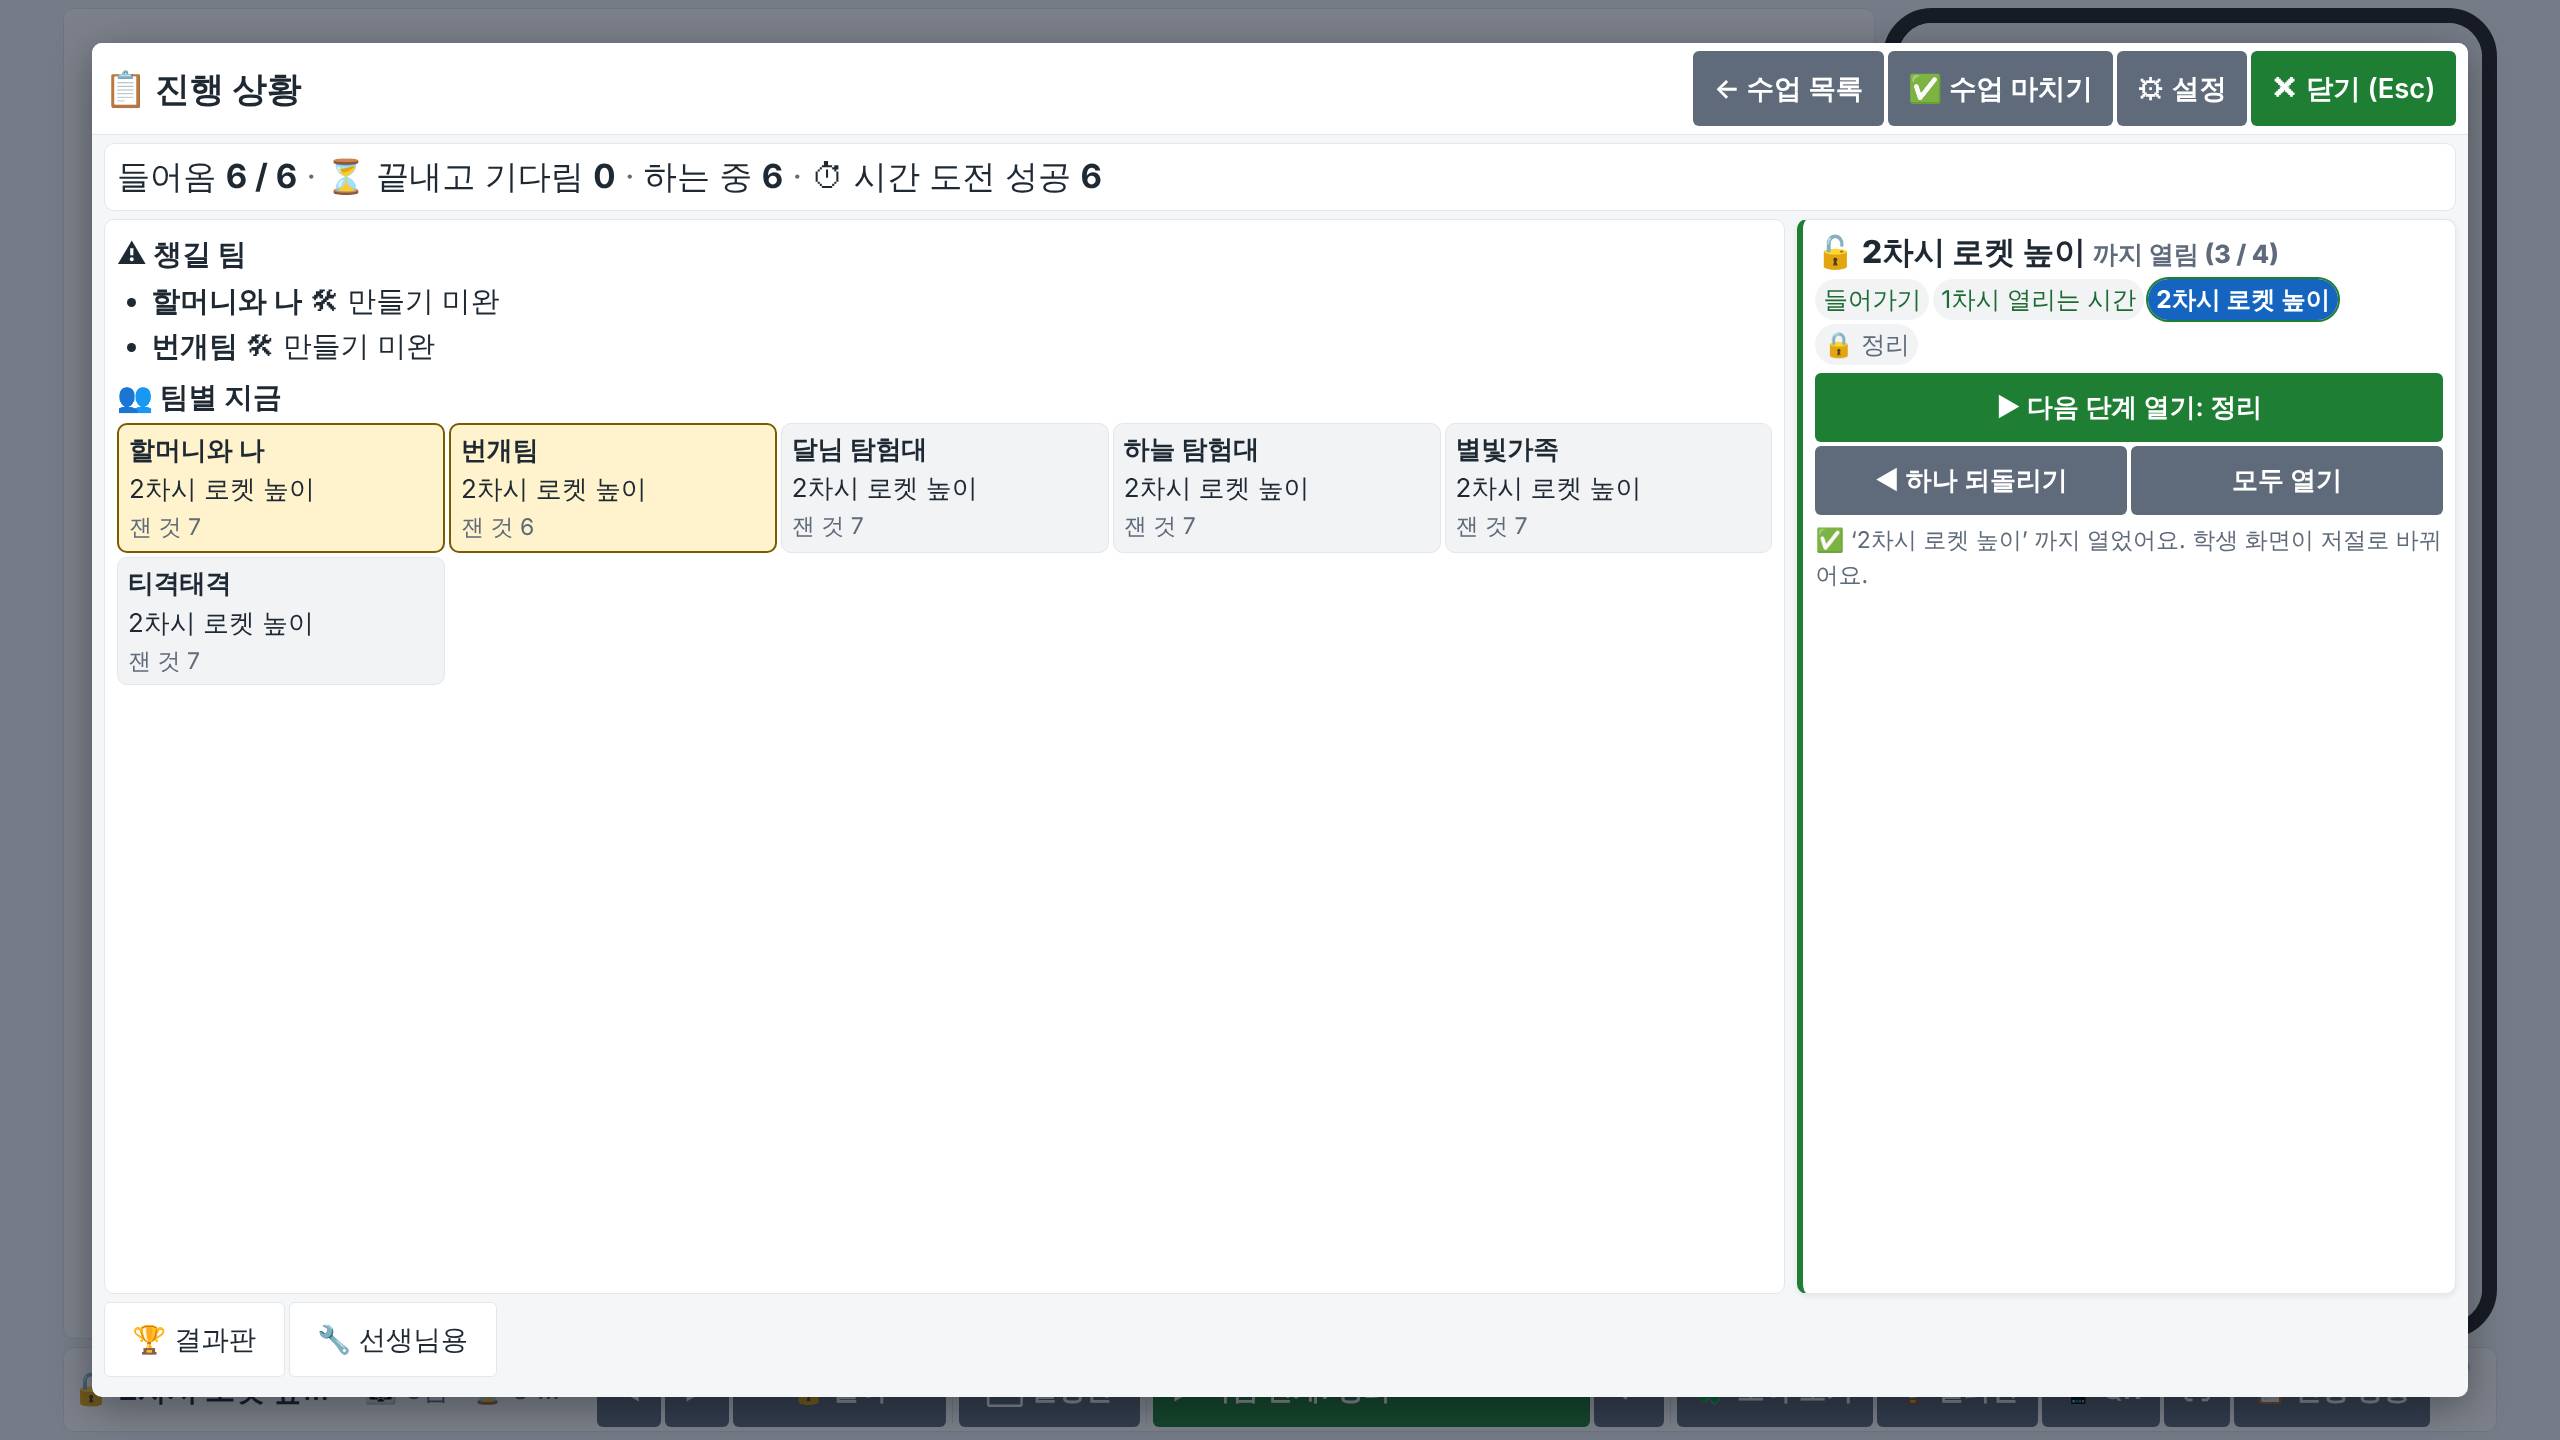 📋 진행 상황
← 수업 목록
✅ 수업 마치기
⚙ 설정
✖ 닫기 (Esc)
들어옴 6 / 6 · ⏳ 끝내고 기다림 0 · 하는 중 6 · ⏱ 시간 도전 성공 6
⚠ 챙길 팀
• 할머니와 나 🛠 만들기 미완
• 번개팀 🛠 만들기 미완
👥 팀별 지금
할머니와 나
2차시 로켓 높이
잰 것 7
번개팀
2차시 로켓 높이
잰 것 6
달님 탐험대
2차시 로켓 높이
잰 것 7
하늘 탐험대
2차시 로켓 높이
잰 것 7
별빛가족
2차시 로켓 높이
잰 것 7
티격태격
2차시 로켓 높이
잰 것 7
🔓 2차시 로켓 높이 까지 열림 (3 / 4)
들어가기 1차시 열리는 시간 2차시 로켓 높이
🔒 정리
▶ 다음 단계 열기: 정리
◀ 하나 되돌리기
모두 열기
✅ ‘2차시 로켓 높이’ 까지 열었어요. 학생 화면이 저절로 바뀌
어요.
🏆 결과판
🔧 선생님용